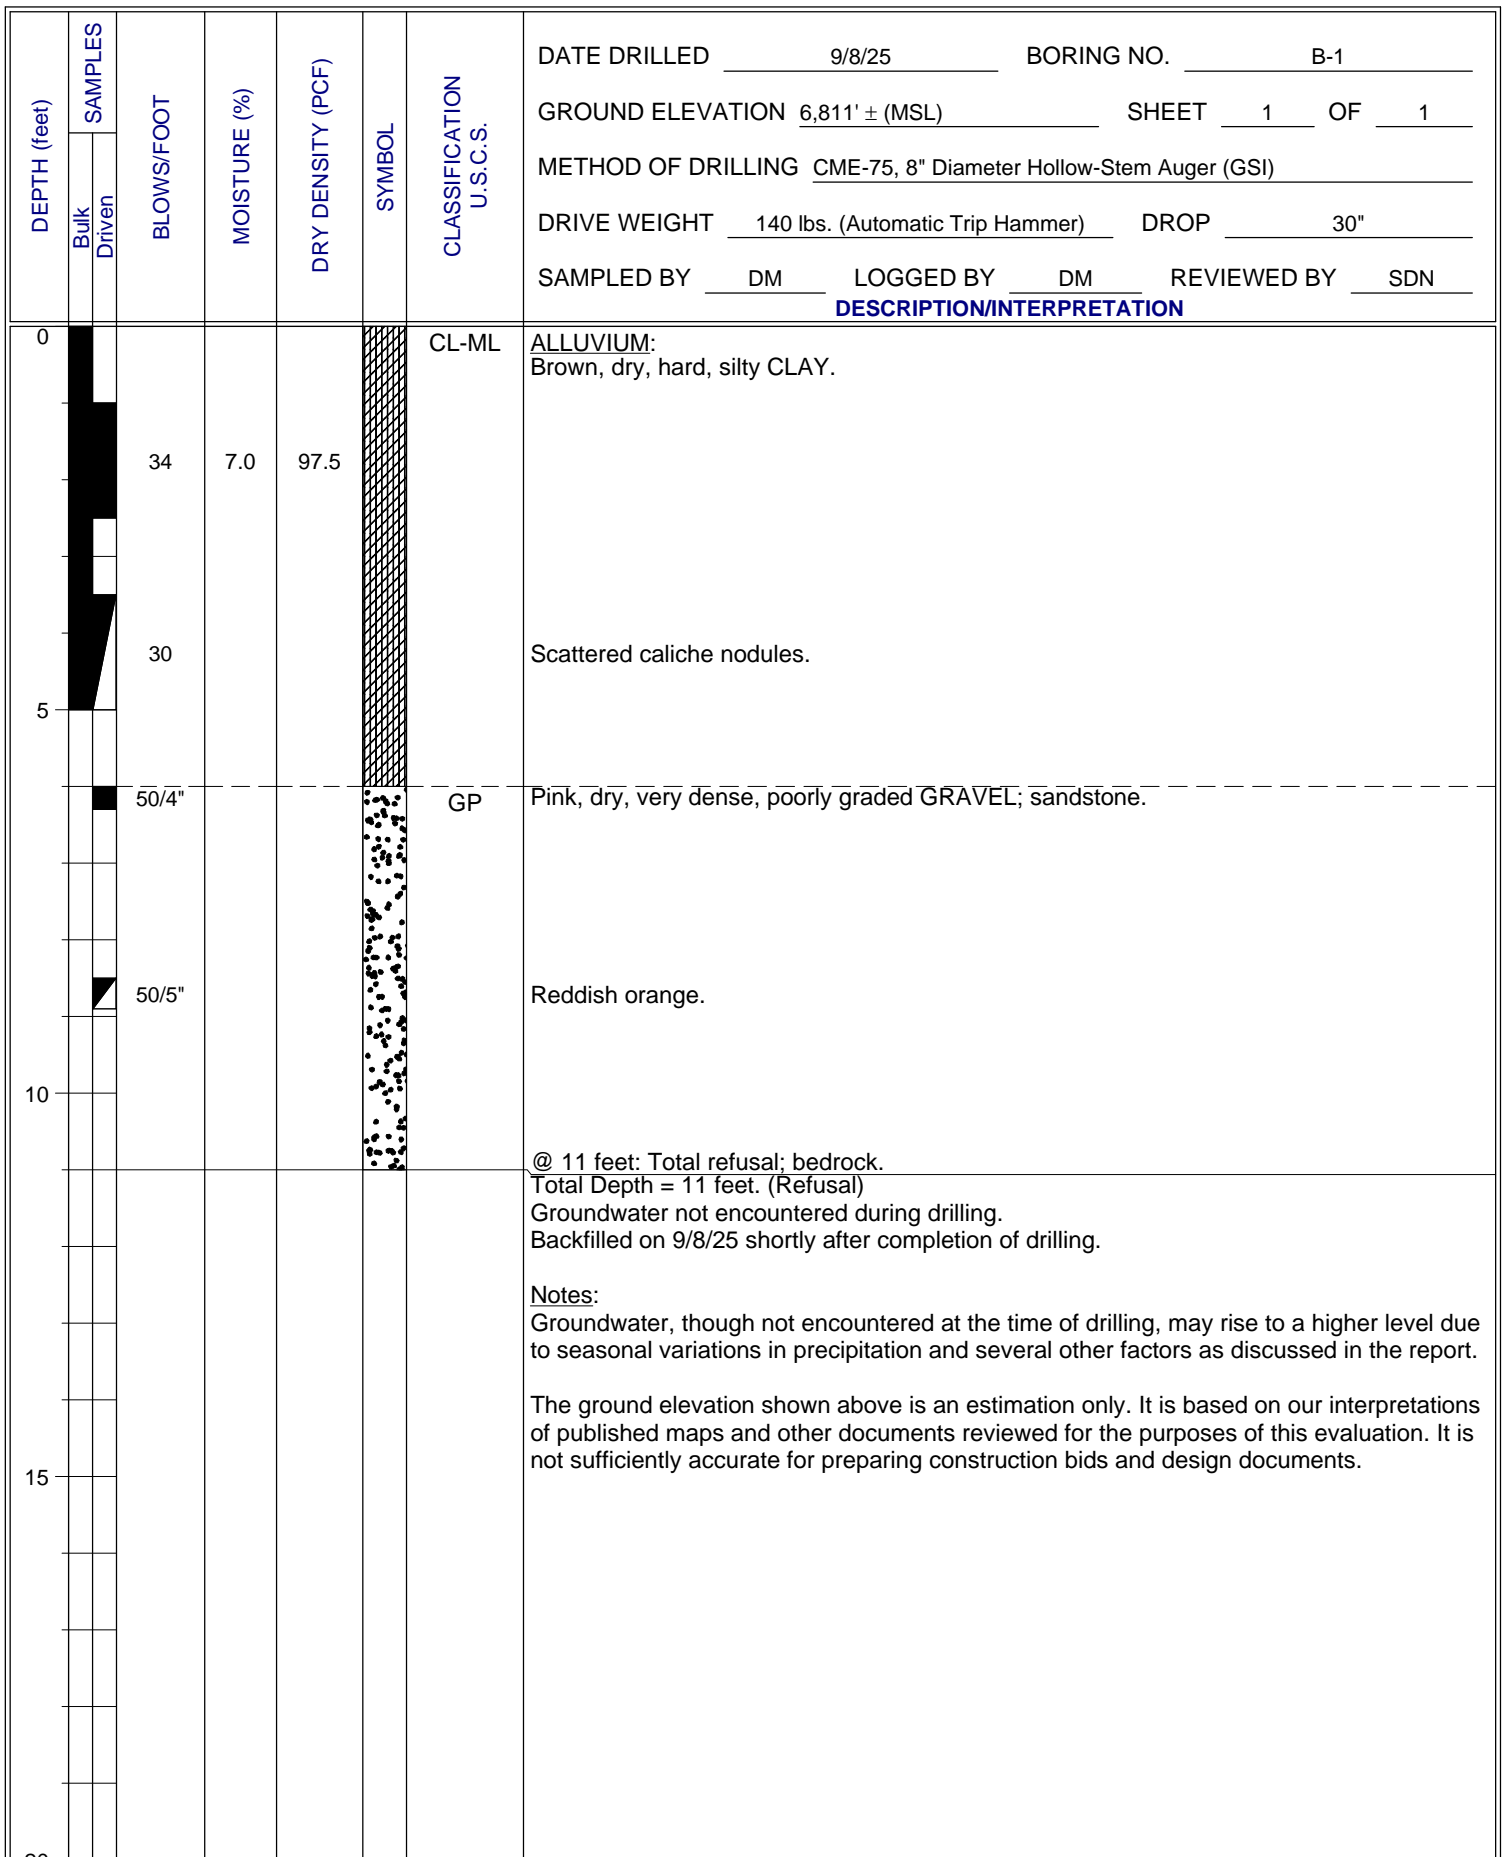 DEPTH (feet)
SAMPLES
Bulk
Driven
BLOWS/FOOT
MOISTURE (%)
DRY DENSITY (PCF)
SYMBOL
CLASSIFICATION
U.S.C.S.
DATE DRILLED 9/8/25 BORING NO. B-1
GROUND ELEVATION 6,811' ± (MSL) SHEET 1 OF 1
METHOD OF DRILLING CME-75, 8" Diameter Hollow-Stem Auger (GSI)
DRIVE WEIGHT 140 lbs. (Automatic Trip Hammer) DROP 30"
SAMPLED BY DM LOGGED BY DM REVIEWED BY SDN
DESCRIPTION/INTERPRETATION
0 CL-ML ALLUVIUM:
Brown, dry, hard, silty CLAY.
34 7.0 97.5
30 Scattered caliche nodules.
5
50/4" GP Pink, dry, very dense, poorly graded GRAVEL; sandstone.
50/5" Reddish orange.
10
@ 11 feet: Total refusal; bedrock.
Total Depth = 11 feet. (Refusal)
Groundwater not encountered during drilling.
Backfilled on 9/8/25 shortly after completion of drilling.
Notes:
Groundwater, though not encountered at the time of drilling, may rise to a higher level due
to seasonal variations in precipitation and several other factors as discussed in the report.
The ground elevation shown above is an estimation only. It is based on our interpretations
of published maps and other documents reviewed for the purposes of this evaluation. It is
not sufficiently accurate for preparing construction bids and design documents.
15